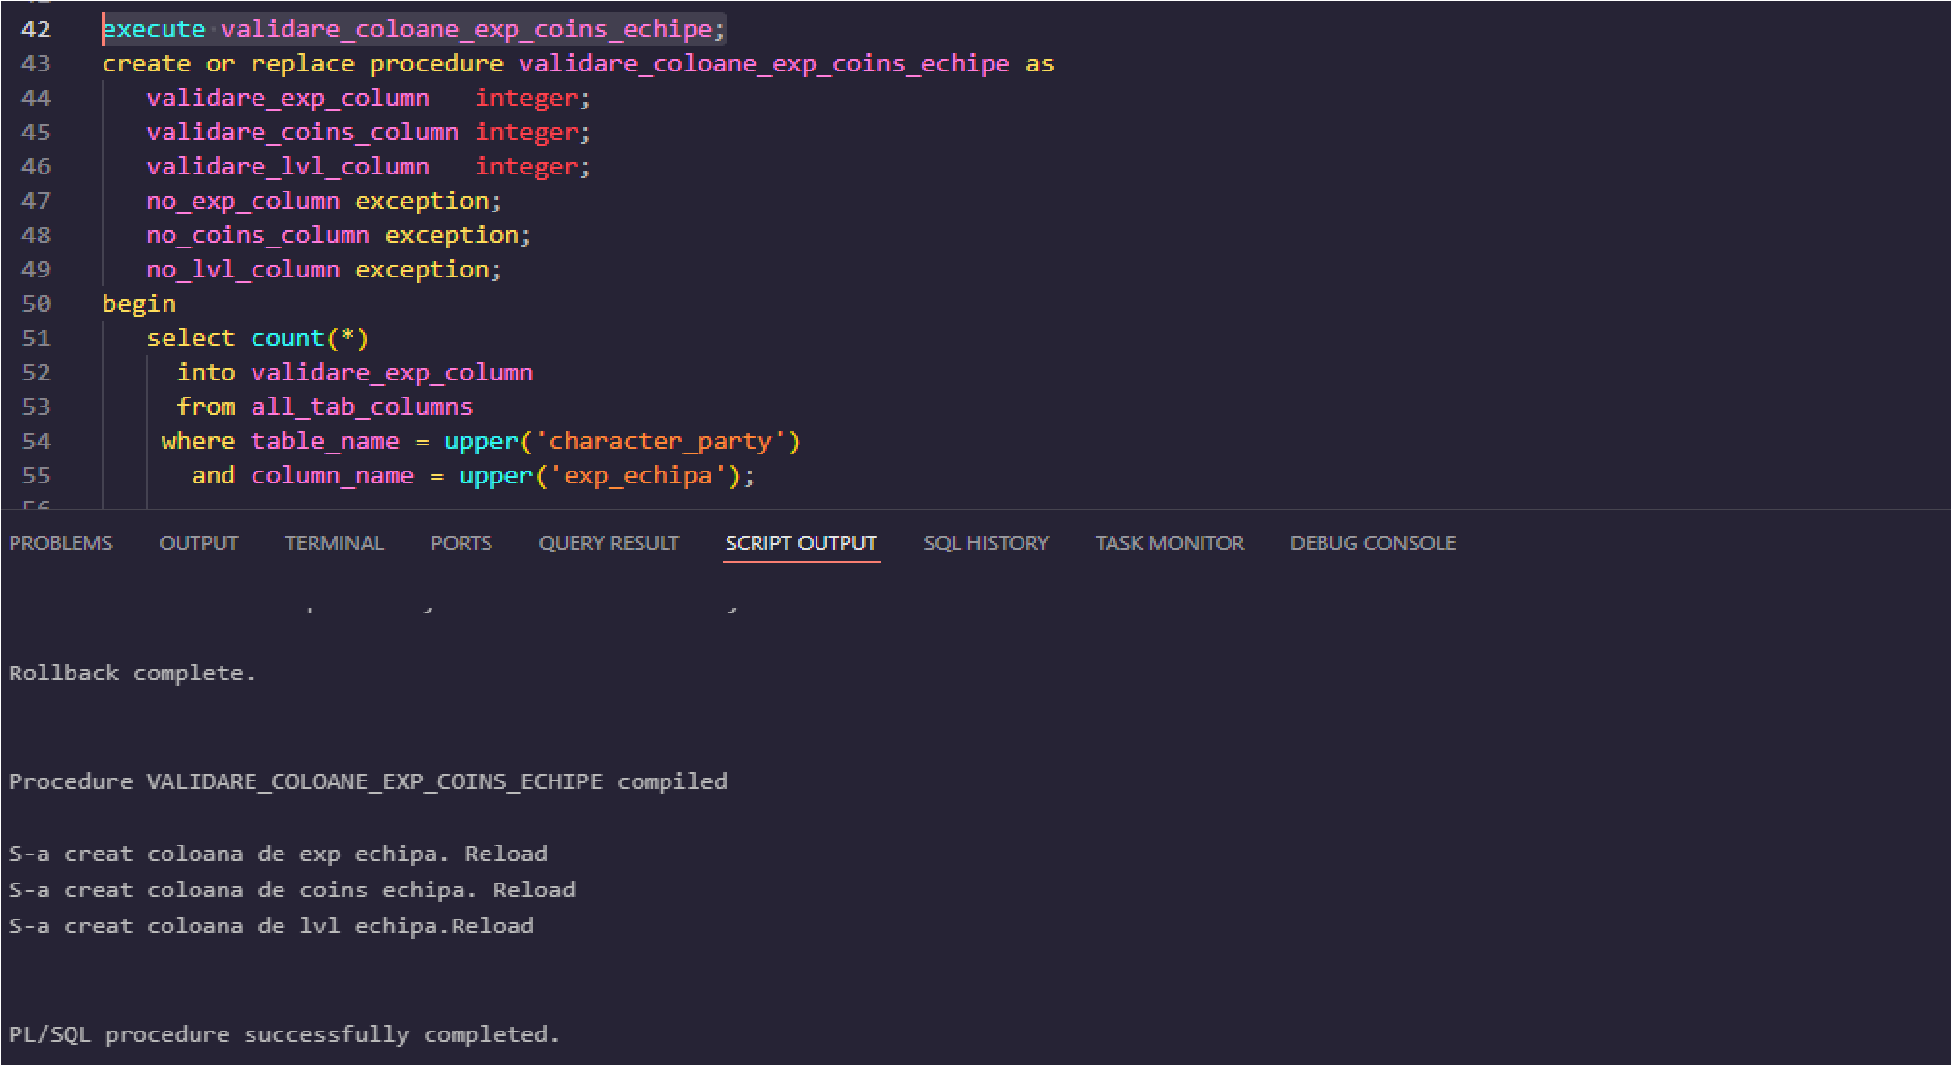 42 execute validare_coloane_exp_coins_echipe;
43 create or replace procedure validare_coloane_exp_coins_echipe as
44 validare_exp_column integer;
45 validare_coins_column integer;
46 validare_lvl_column integer;
47 no_exp_column exception;
48 no_coins_column exception;
49 no_lvl_column exception;
50 begin
51 select count(*)
52 into validare_exp_column
53 from all_tab_columns
54 where table_name = upper('character_party')
55 and column_name = upper('exp_echipa');
PROBLEMS OUTPUT TERMINAL PORTS QUERY RESULT SCRIPT OUTPUT SQL HISTORY TASK MONITOR DEBUG CONSOLE
Rollback complete.
Procedure VALIDARE_COLOANE_EXP_COINS_ECHIPE compiled
S-a creat coloana de exp echipa. Reload
S-a creat coloana de coins echipa. Reload
S-a creat coloana de lvl echipa.Reload
PL/SQL procedure successfully completed.